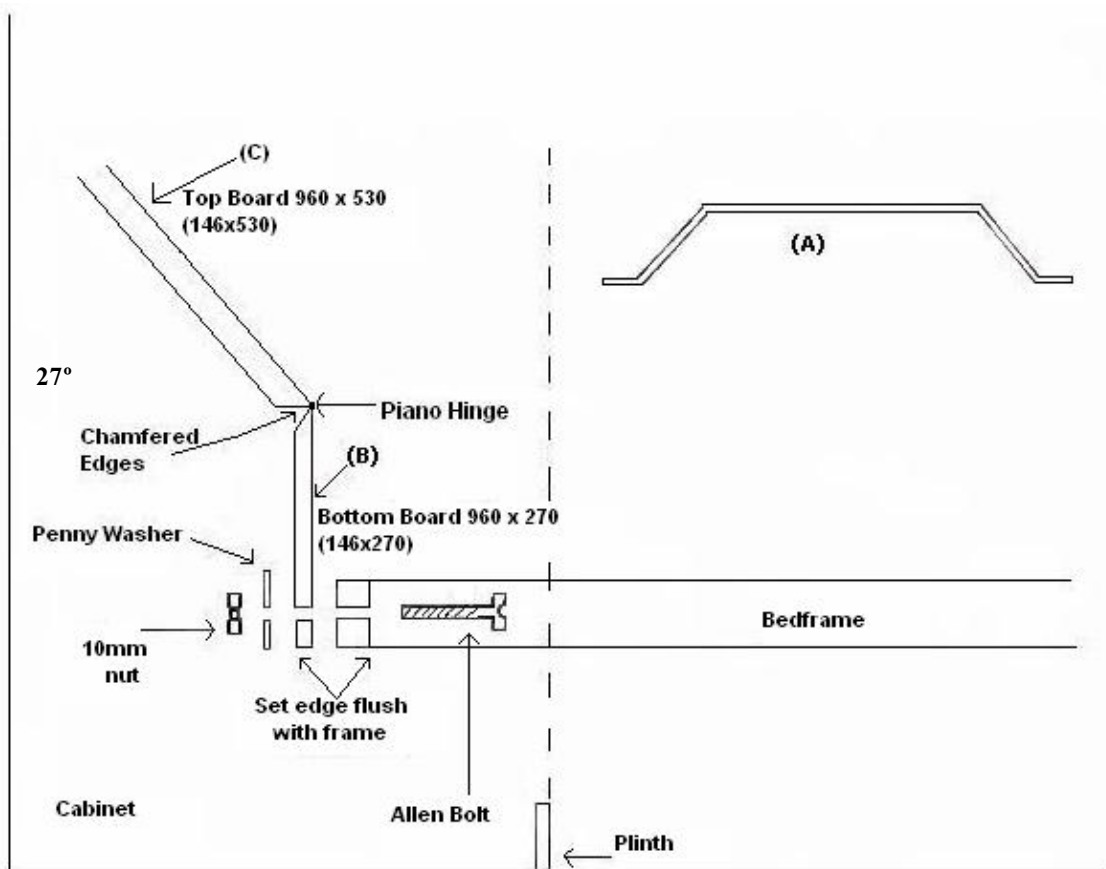 (C)
Top Board 960 x 530
(146x530)
(A)
27º
Piano Hinge
Chamfered
Edges
(B)
Bottom Board 960 x 270
(146x270)
Penny Washer
Bedframe
10mm
nut
Set edge flush
with frame
Cabinet
Allen Bolt
Plinth